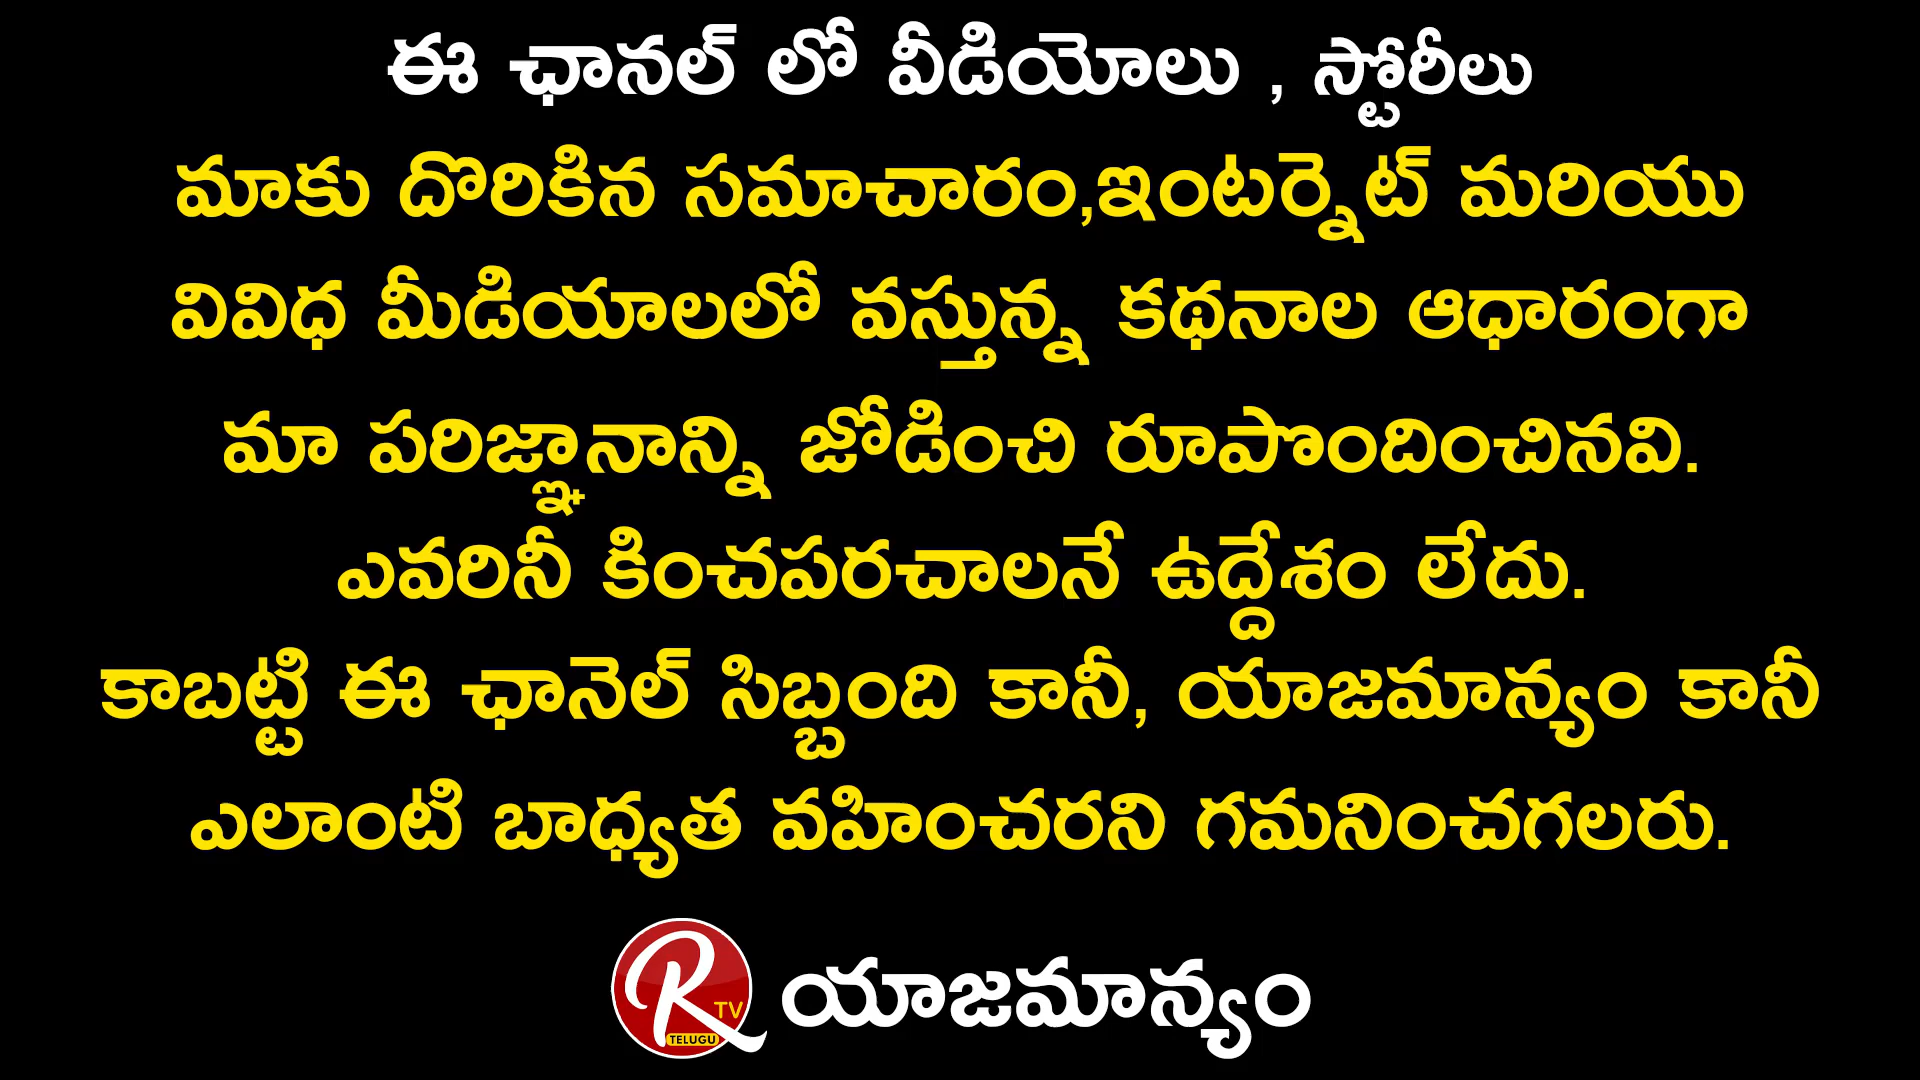 ఈ ఛానల్ లో వీడియోలు , స్టోరీలు
మాకు దొరికిన సమాచారం,ఇంటర్నెట్ మరియు
వివిధ మీడియాలలో వస్తున్న కథనాల ఆధారంగా
మా పరిజ్ఞానాన్ని జోడించి రూపొందించినవి.
ఎవరినీ కించపరచాలనే ఉద్దేశం లేదు.
కాబట్టి ఈ ఛానెల్ సిబ్బంది కానీ, యాజమాన్యం కానీ
ఎలాంటి బాధ్యత వహించరని గమనించగలరు.
R TV TELUGU యాజమాన్యం